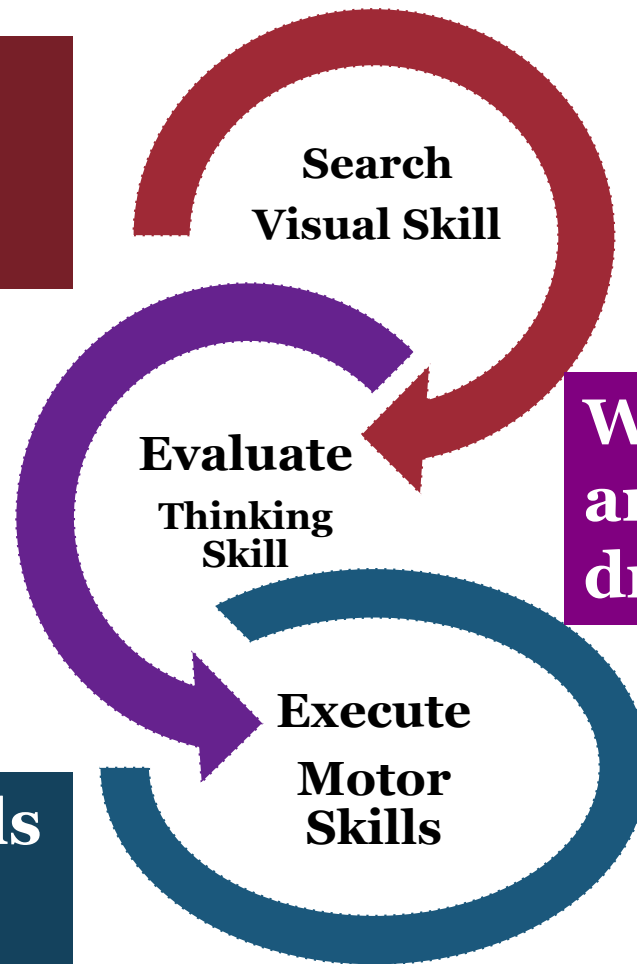 Search
Visual Skill
Evaluate
Thinking
Skill
Execute
Motor
Skills